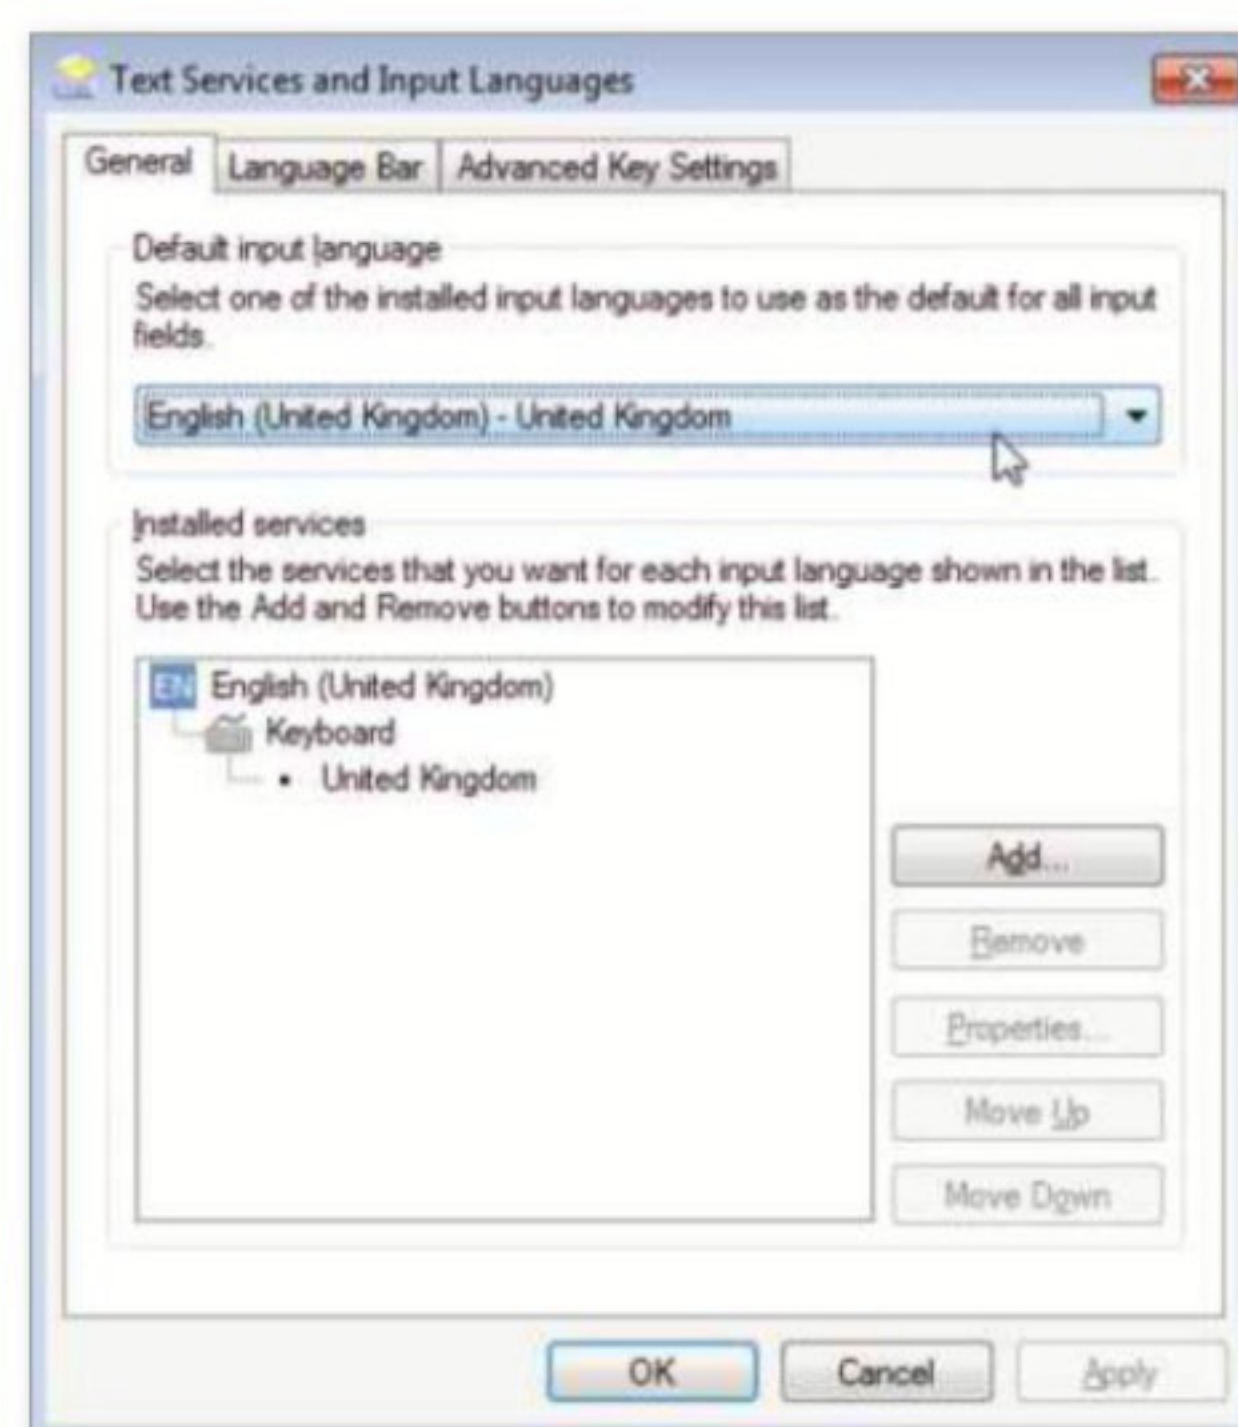 Text Services and Input Languages
General
Language Bar
Advanced Key Settings
Default input language
Select one of the installed input languages to use as the default for all input
fields.
English (United Kingdom) - United Kingdom
Installed services
Select the services that you want for each input language shown in the list.
Use the Add and Remove buttons to modify this list.
EN English (United Kingdom)
Keyboard
• United Kingdom
Add...
Remove
Properties...
Move Up
Move Down
OK
Cancel
Apply